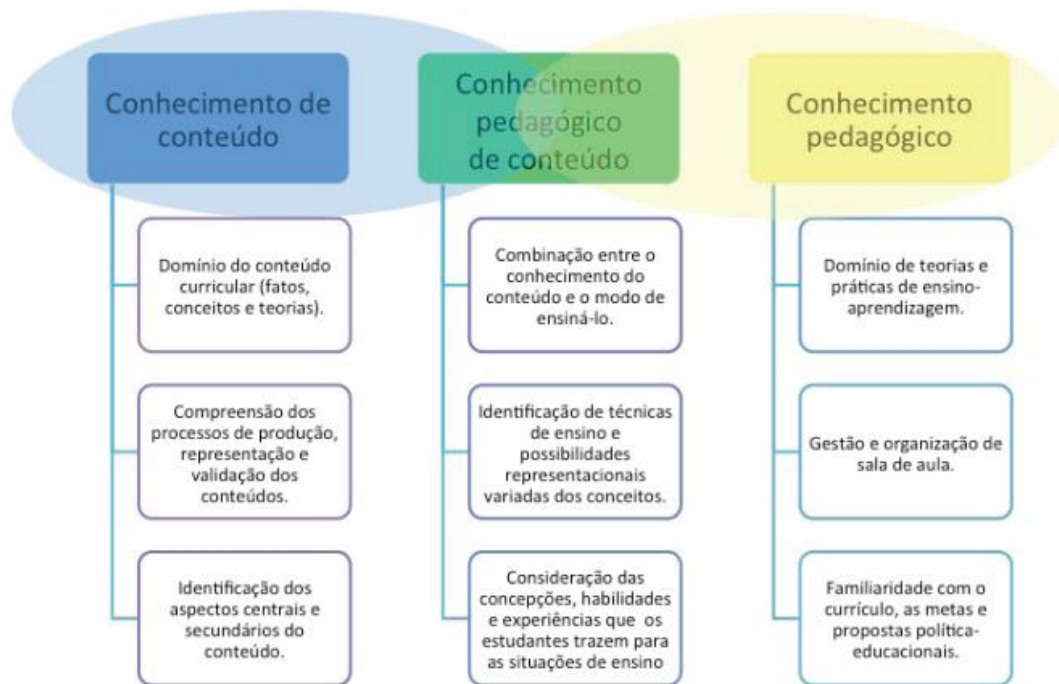 Conhecimento de
conteúdo
Domínio do conteúdo
curricular (fatos,
conceitos e teorias).
Compreensão dos
processos de produção,
representação e
validação dos
conteúdos.
Identificação dos
aspectos centrais e
secundários do
conteúdo.
Conhecimento
pedagógico
de conteúdo
Combinação entre o
conhecimento do
conteúdo e o modo de
ensiná-lo.
Identificação de técnicas
de ensino e
possibilidades
representacionais
variadas dos conceitos.
Consideração das
concepções, habilidades
e experiências que os
estudantes trazem para
as situações de ensino
Conhecimento
pedagógico
Domínio de teorias e
práticas de ensino-
aprendizagem.
Gestão e organização de
sala de aula.
Familiaridade com o
currículo, as metas e
propostas política-
educacionais.